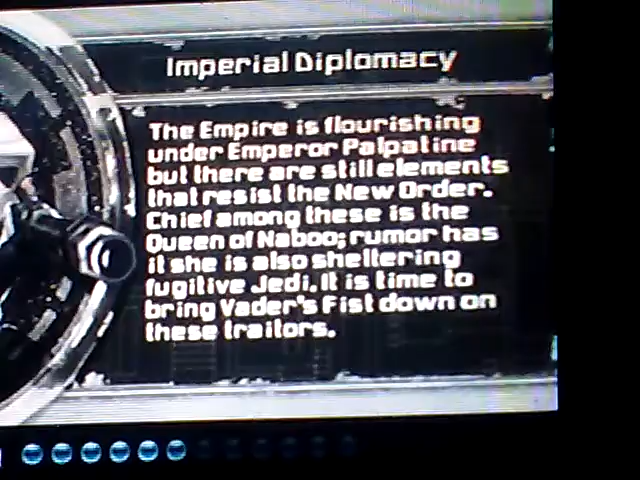 Imperial Diplomacy
The Empire is flourishing
under Emperor Palpatine
but there are still elements
that resist the New Order.
Chief among these is the
Queen of Naboo; rumor has
it she is also sheltering
fugitive Jedi. It is time to
bring Vader's Fist down on
these traitors.